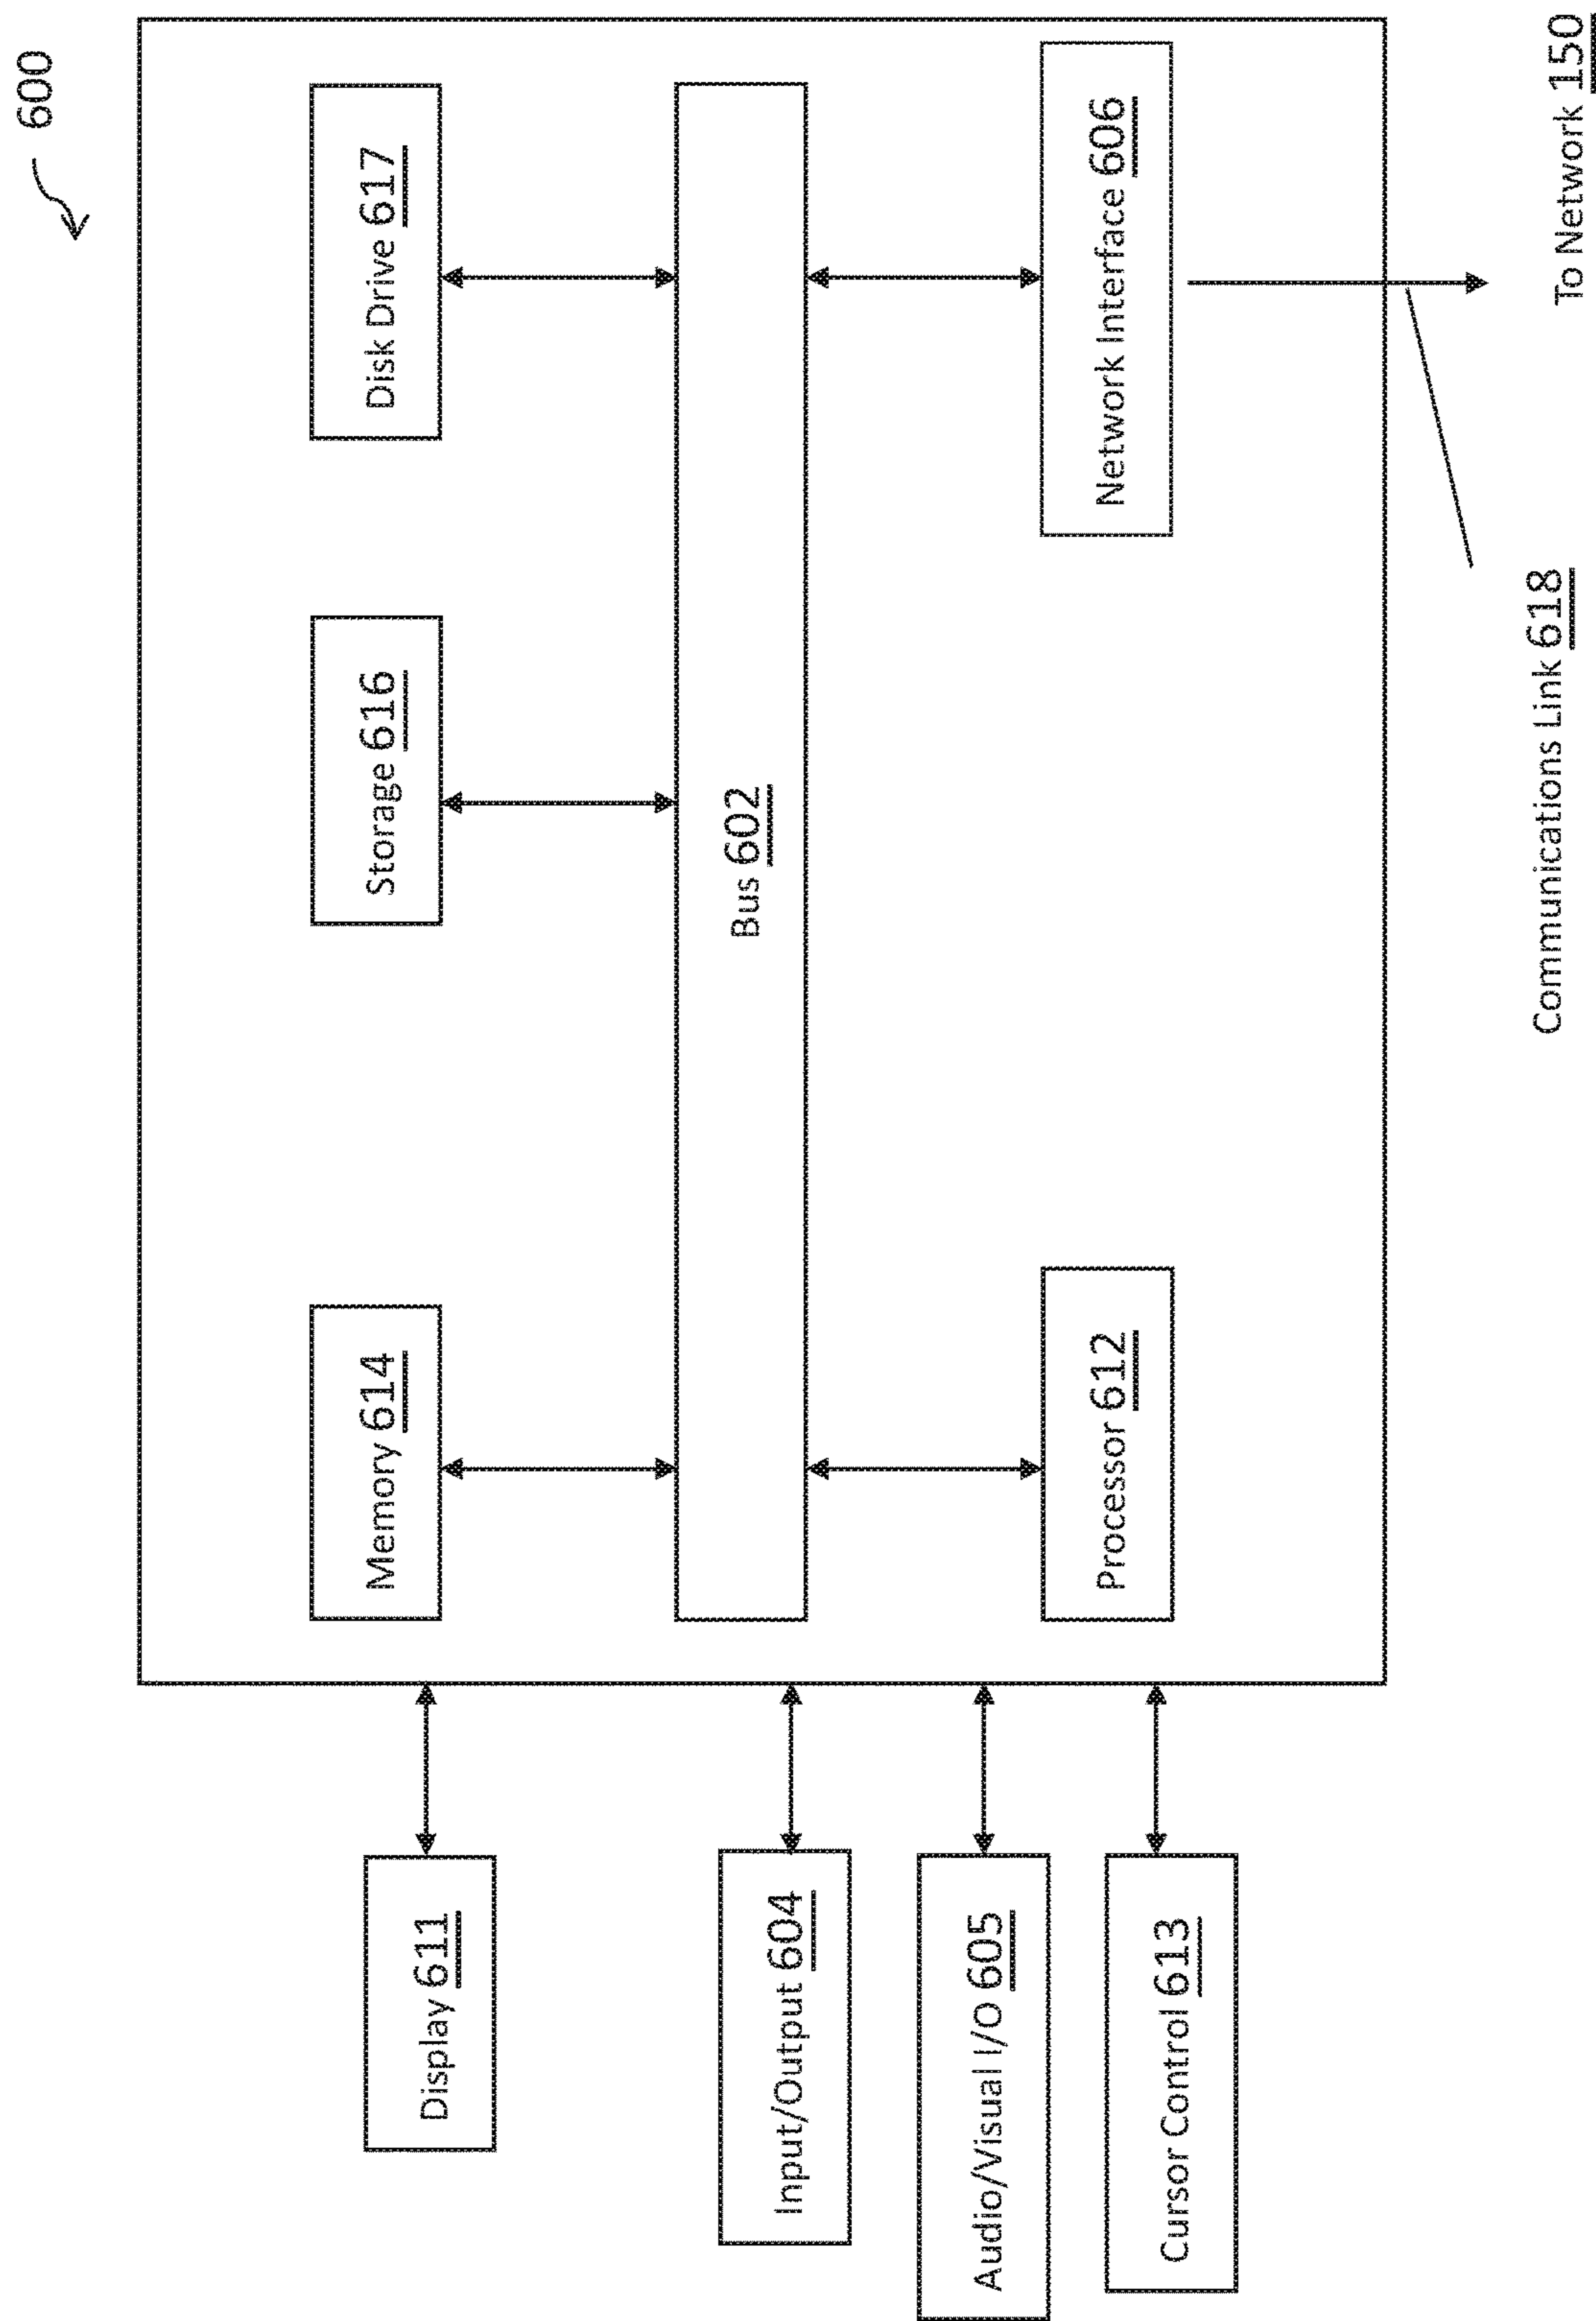 600
Memory 614
Storage 616
Disk Drive 617
Display 611
Bus 602
Input/Output 604
Audio/Visual I/O 605
Cursor Control 613
Processor 612
Network Interface 606
Communications Link 618
To Network 150